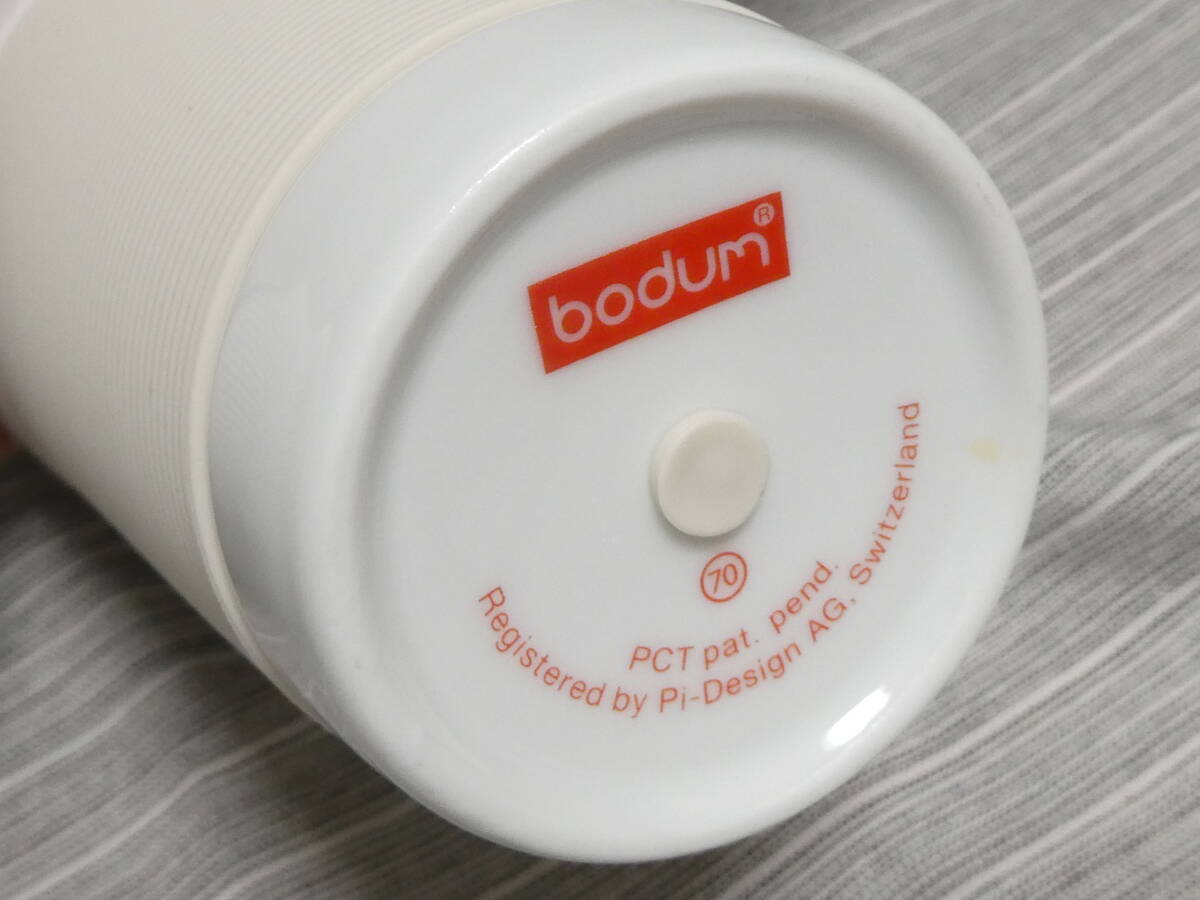 bodum®
70
PCT pat. pend.
Registered by Pi-Design AG, Switzerland